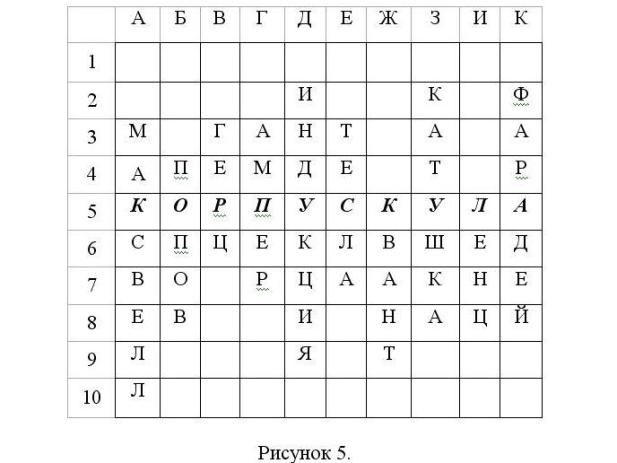 А Б В Г Д Е Ж З И К
1
2 И К Ф
3 М Г А Н Т А А
4 А П Е М Д Е Т Р
5 К О Р П У С К У Л А
6 С П Ц Е К Л В Ш Е Д
7 В О Р Ц А А К Н Е
8 Е В И Н А Ц Й
9 Л Я Т
10 Л
Рисунок 5.